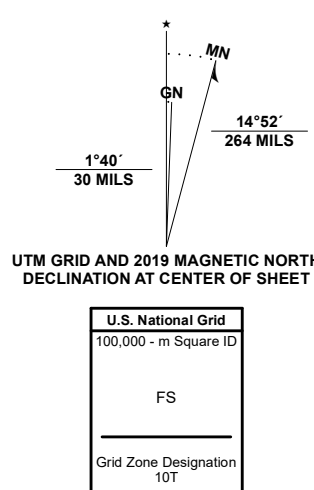 ★
MN
GN
14°52´
264 MILS
1°40´
30 MILS
UTM GRID AND 2019 MAGNETIC NORTH
DECLINATION AT CENTER OF SHEET
U.S. National Grid
100,000 - m Square ID
FS
Grid Zone Designation
10T